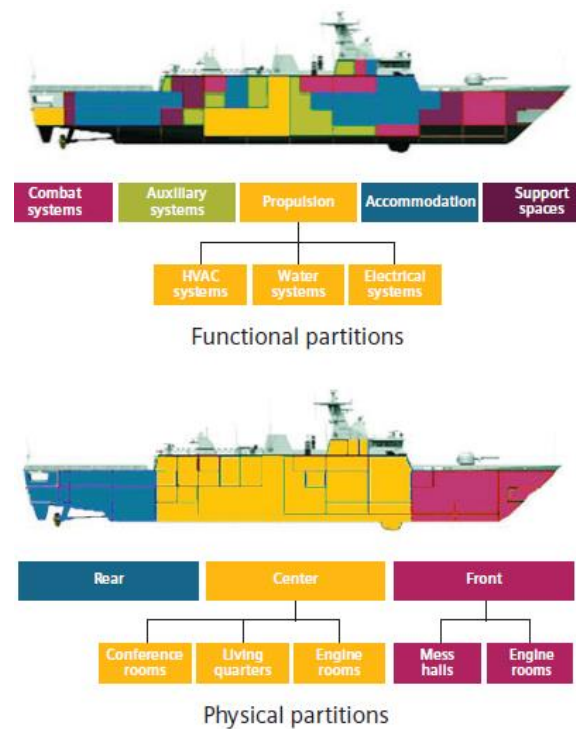 Combat
systems
Auxiliary
systems
Propulsion
Accommodation
Support
spaces
HVAC
systems
Water
systems
Electrical
systems
Functional partitions
Rear
Center
Front
Conference
rooms
Living
quarters
Engine
rooms
Mess
halls
Engine
rooms
Physical partitions